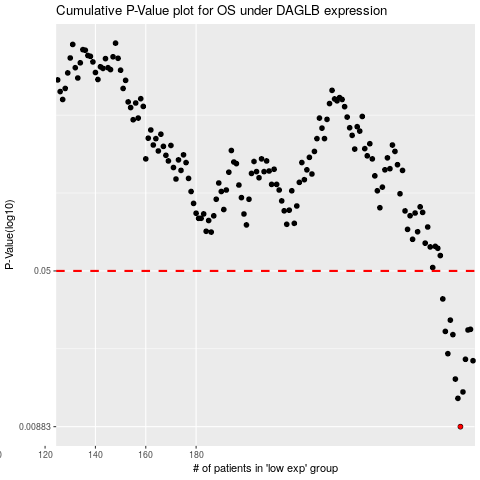 Cumulative P-Value plot for OS under DAGLB expression
P-Value(log10)
0.05
0.00883
0 120 140 160 180
# of patients in 'low exp' group